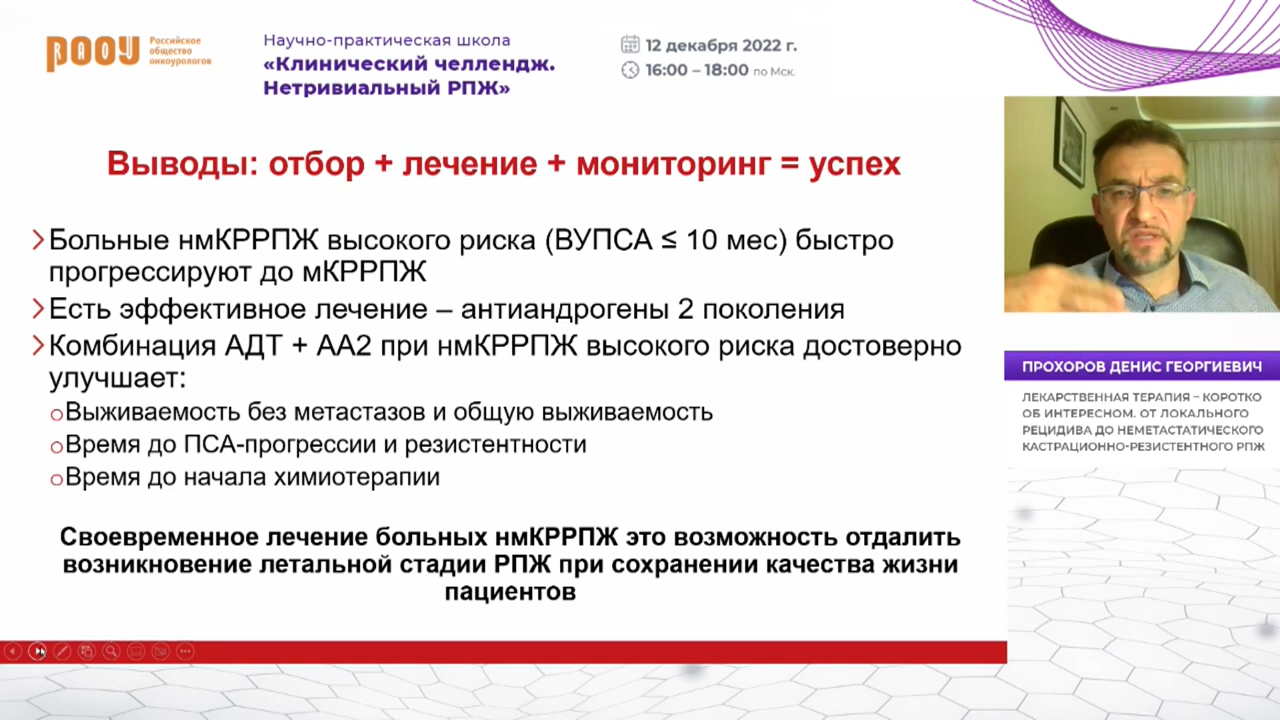 РООУ
Российское
общество
онкоурологов
Научно-практическая школа
«Клинический челлендж.
Нетривиальный РПЖ»
12 декабря 2022 г.
16:00 – 18:00 по Мск.
Выводы: отбор + лечение + мониторинг = успех
Больные нмКРРПЖ высокого риска (ВУПСА ≤ 10 мес) быстро
прогрессируют до мКРРПЖ
Есть эффективное лечение – антиандрогены 2 поколения
Комбинация АДТ + АА2 при нмКРРПЖ высокого риска достоверно
улучшает:
Выживаемость без метастазов и общую выживаемость
Время до ПСА-прогрессии и резистентности
Время до начала химиотерапии
Своевременное лечение больных нмКРРПЖ это возможность отдалить
возникновение летальной стадии РПЖ при сохранении качества жизни
пациентов
ПРОХОРОВ ДЕНИС ГЕОРГИЕВИЧ
ЛЕКАРСТВЕННАЯ ТЕРАПИЯ – КОРОТКО
ОБ ИНТЕРЕСНОМ. ОТ ЛОКАЛЬНОГО
РЕЦИДИВА ДО НЕМЕТАСТАТИЧЕСКОГО
КАСТРАЦИОННО-РЕЗИСТЕНТНОГО РПЖ